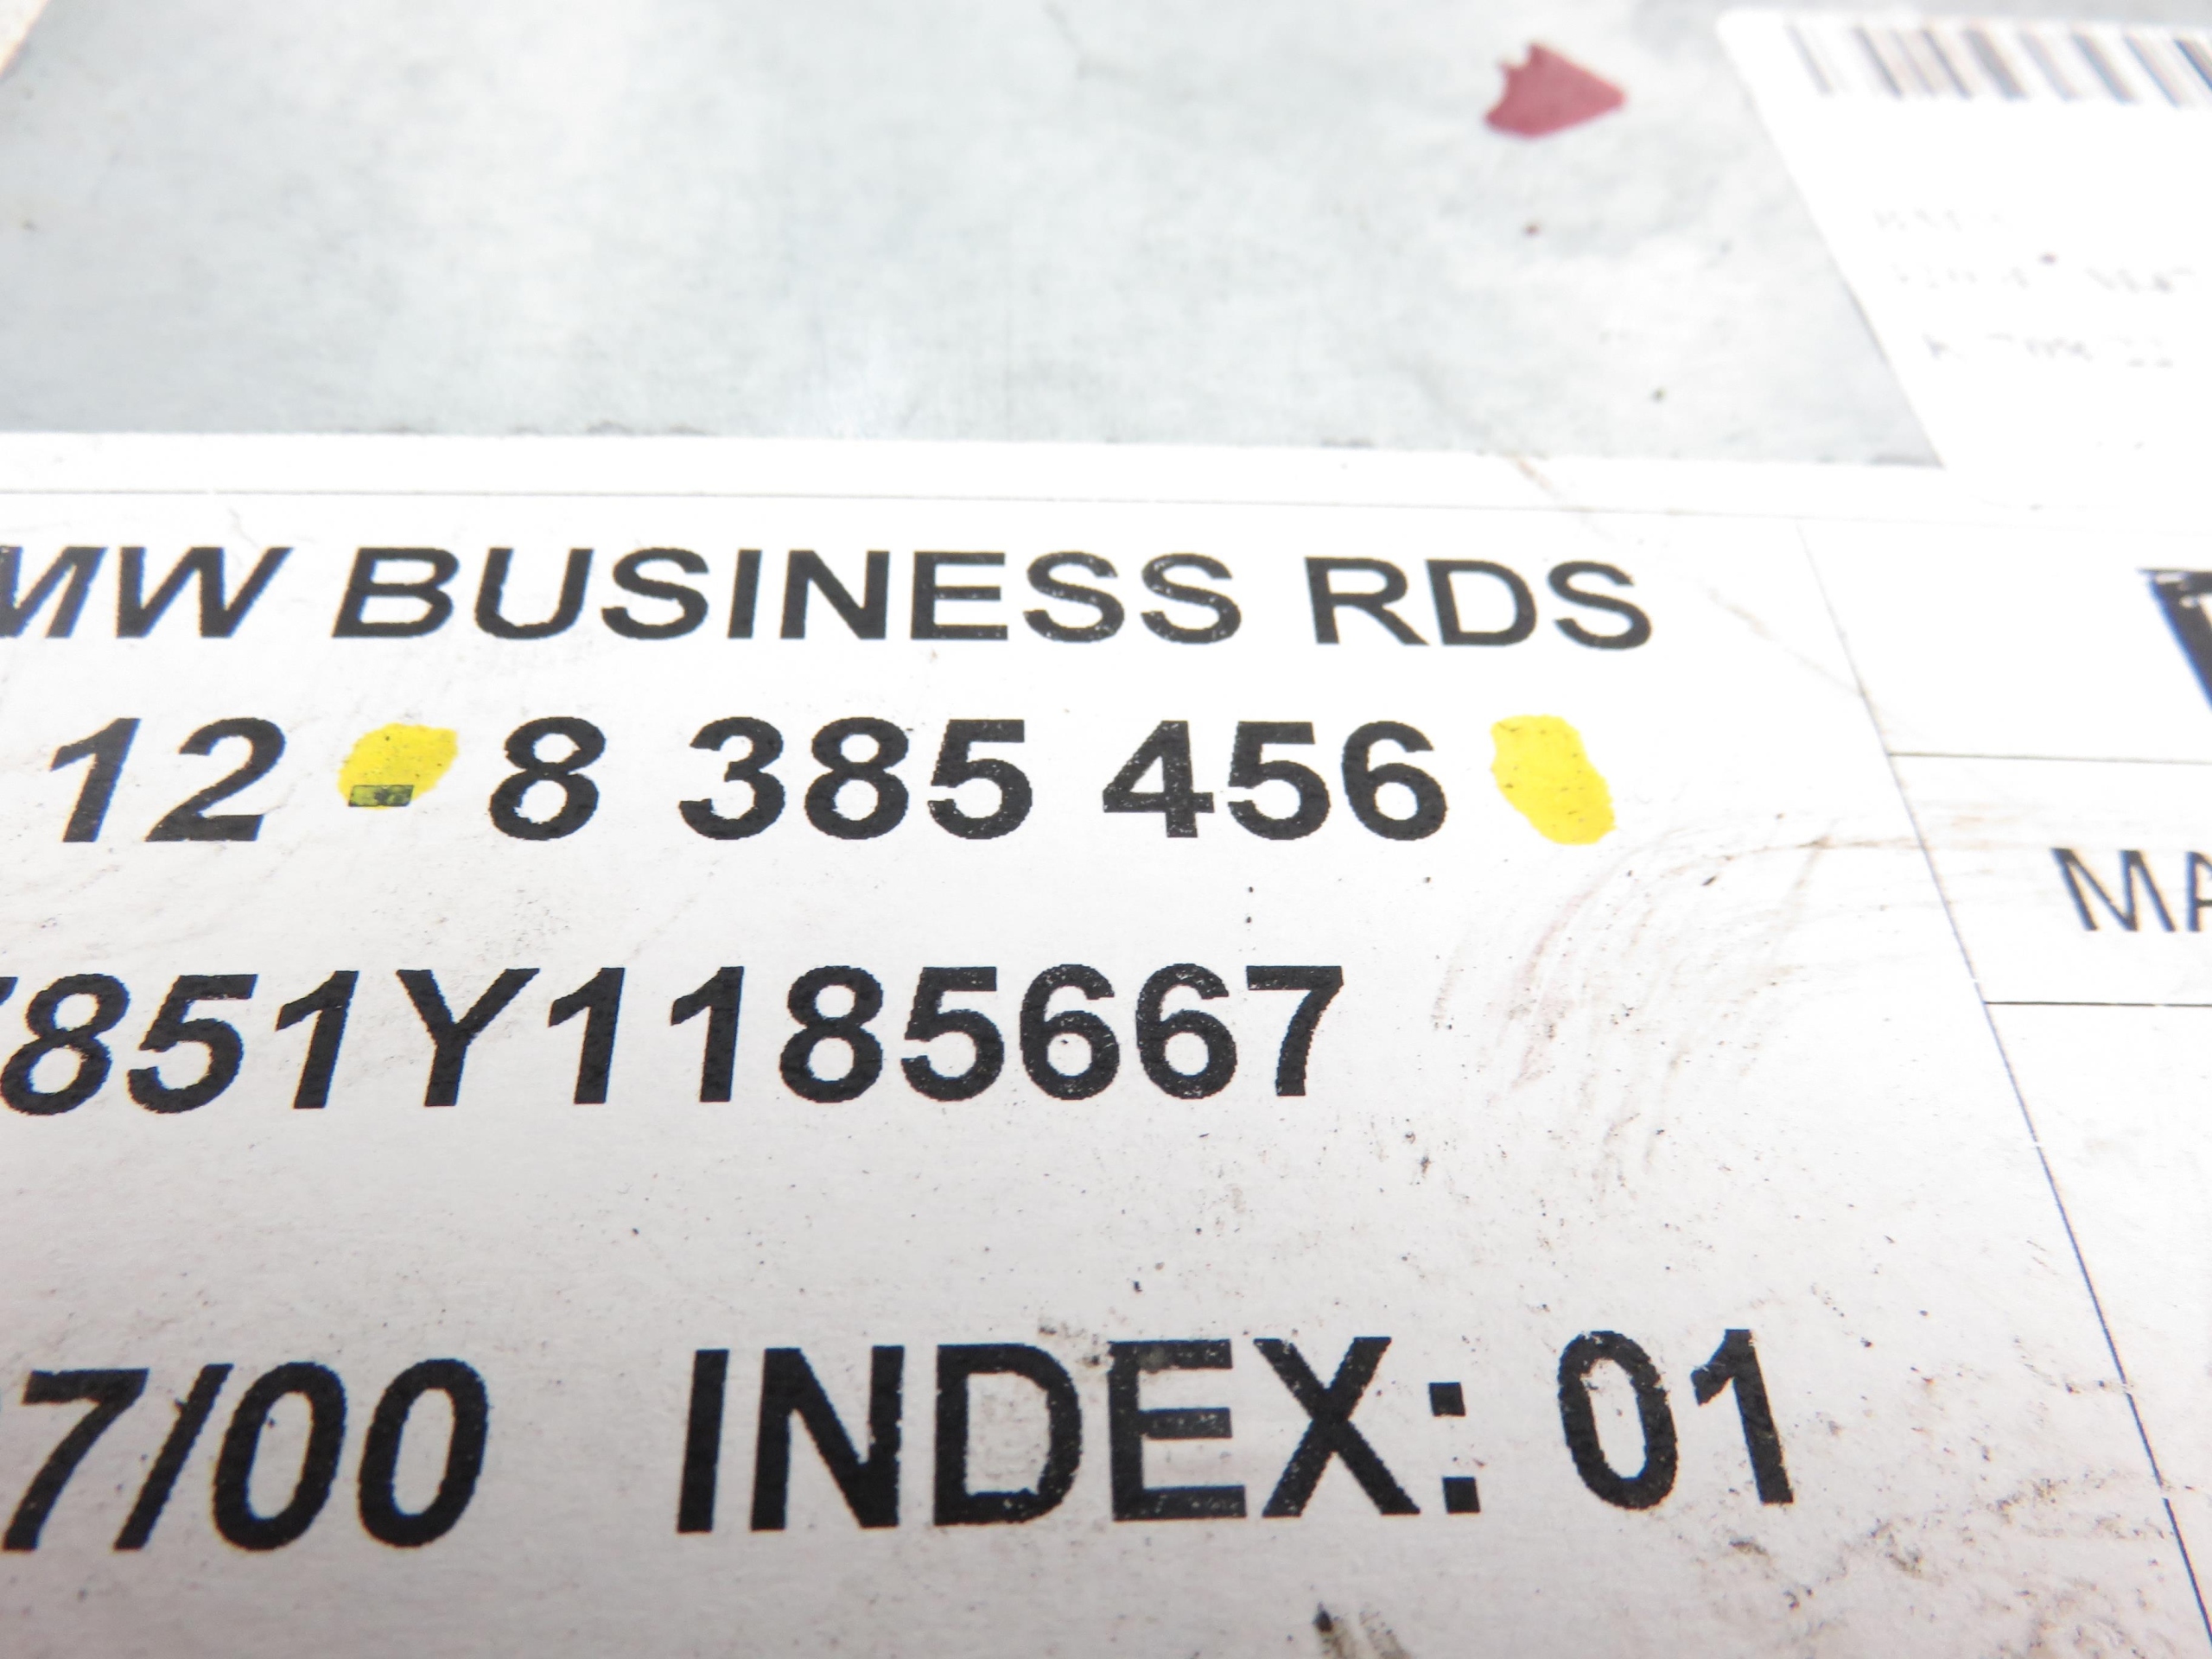 MW BUSINESS RDS
12-8 385 456
7851Y1185667
MA
7/00 INDEX: 01